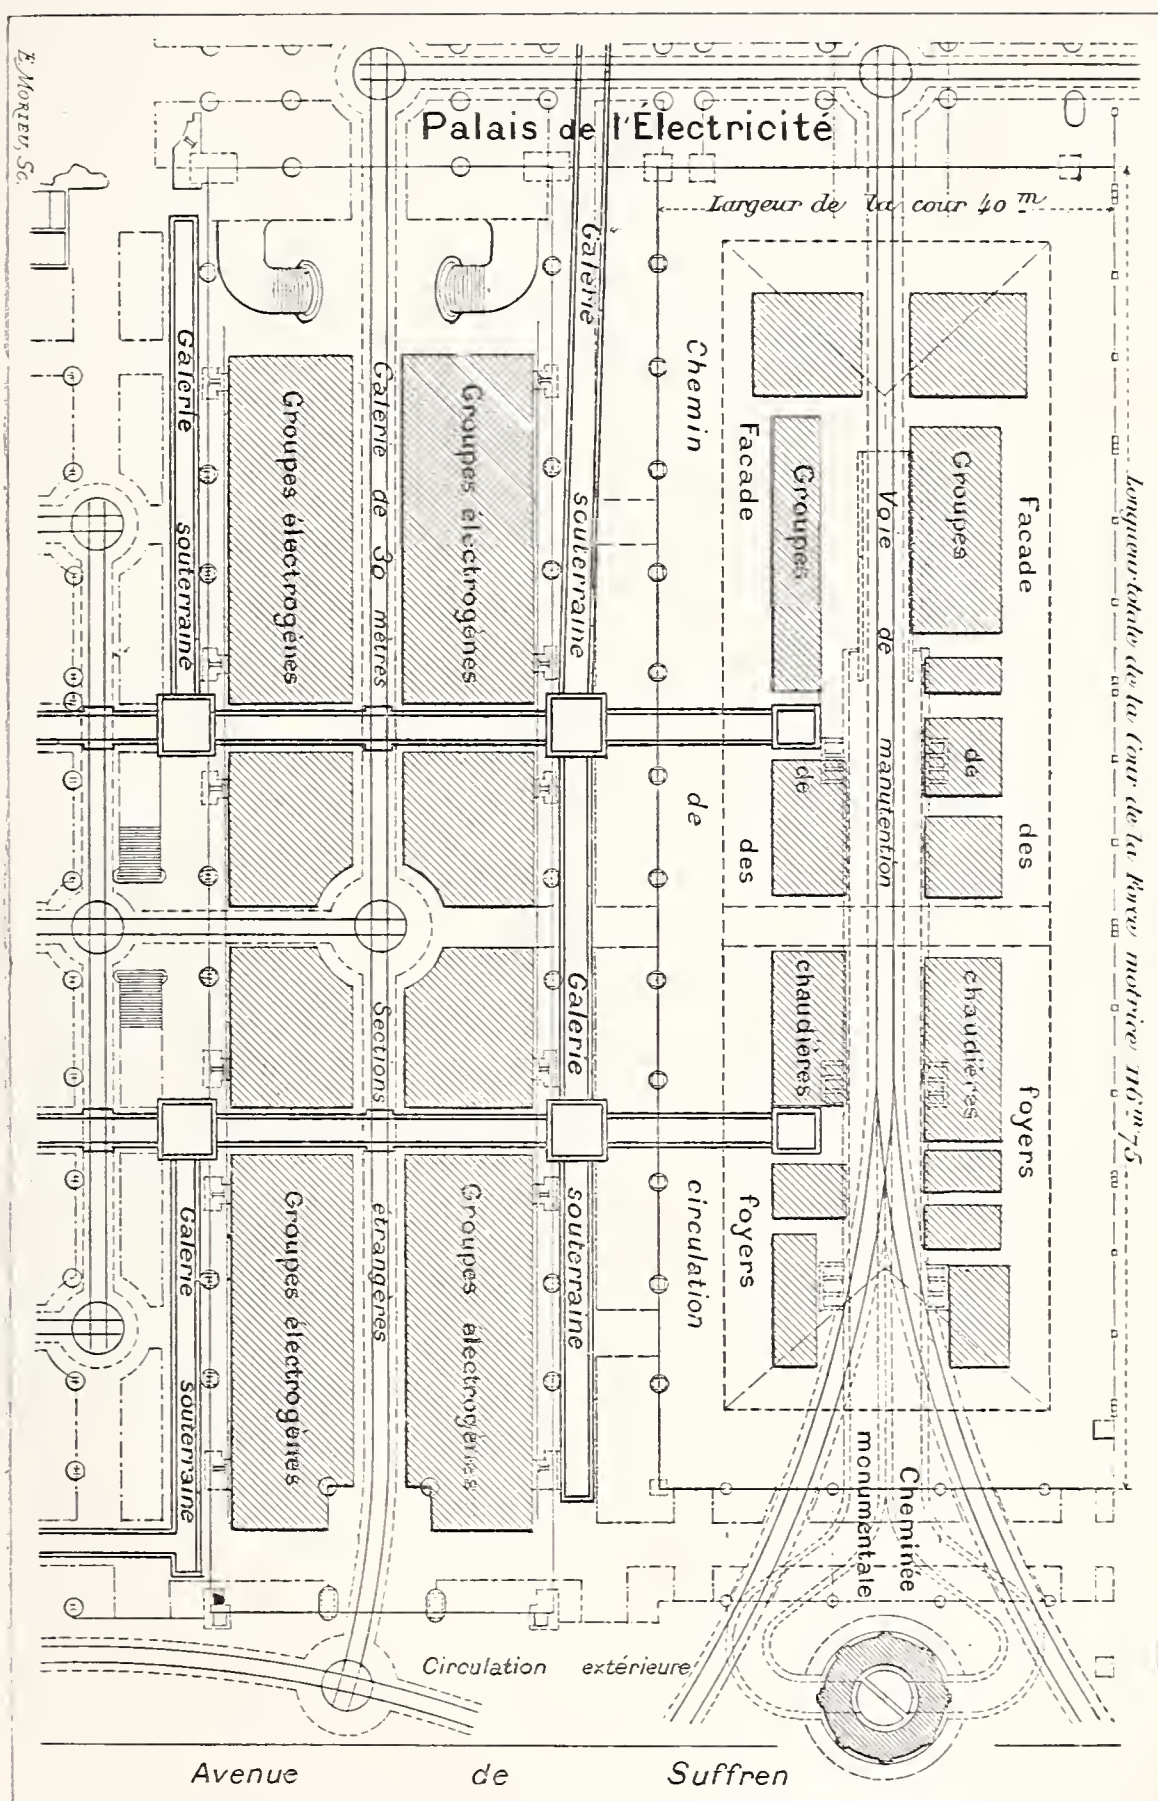 E. MORIEU, Sc.
Palais de l'Électricité
Largeur de la cour 40 m
Longueur totale de la Cour de la Force motrice 116m75
Galerie souterraine
Groupes électrogènes
Galerie de 30 mètres
Groupes électrogènes
Galerie souterraine
Chemin de circulation
Facade des foyers
Groupes de chaudières
Voie de manutention
Groupes de chaudières
Facade des foyers
Galerie souterraine
Groupes électrogènes
Sections etrangères
Groupes électrogènes
Galerie souterraine
Cheminée
monumentale
Circulation extérieure
Avenue de Suffren